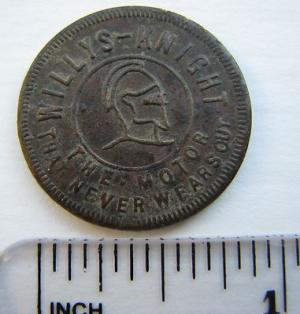 WILLYS-KNIGHT
"THE" MOTOR
THAT NEVER WEARS OUT
INCH 1